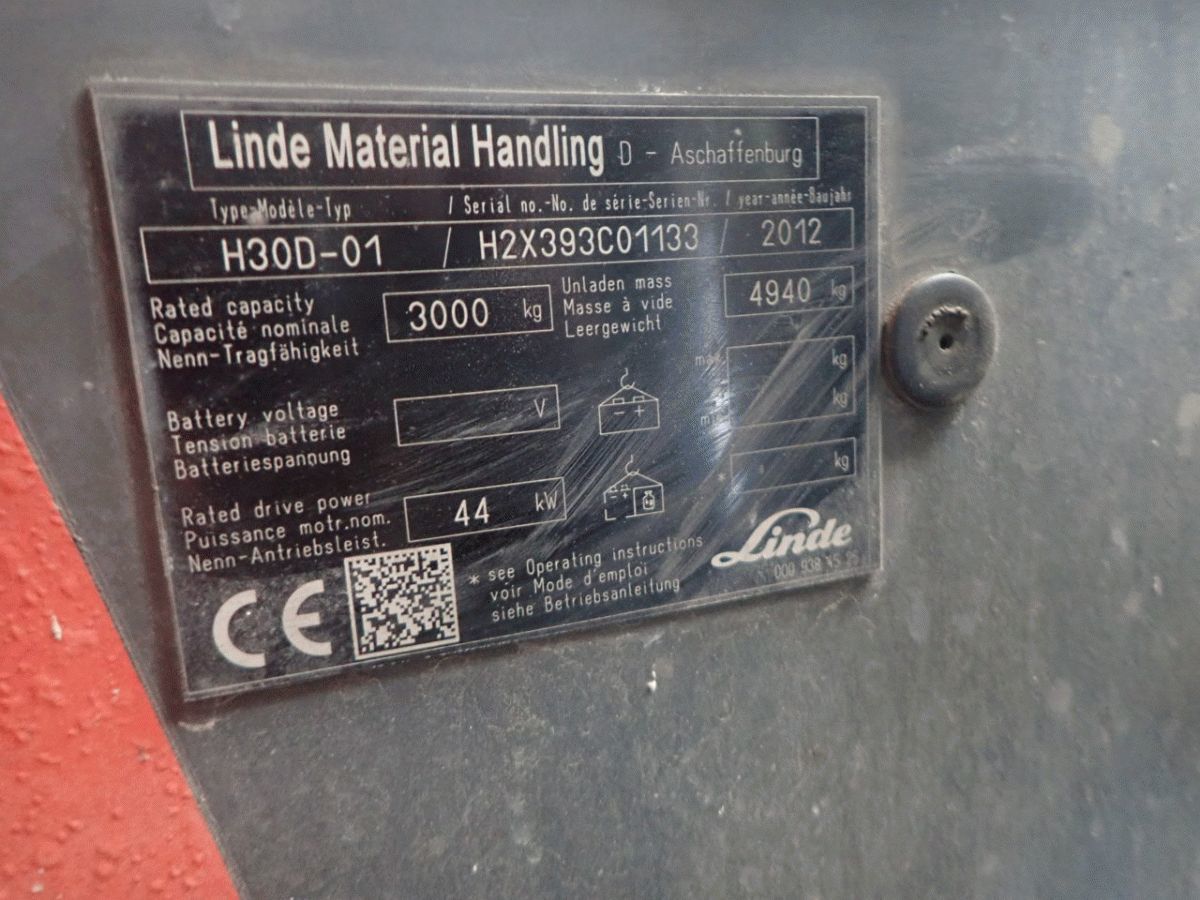 Linde Material Handling D - Aschaffenburg
Type-Modèle-Typ / Serial no.-No. de série-Serien-Nr. / year-année-Baujahr
H30D-01 / H2X393C01133 / 2012
Rated capacity
Capacité nominale
Nenn-Tragfähigkeit
3000 kg
Unladen mass
Masse à vide
Leergewicht
4940 kg
Battery voltage
Tension batterie
Batteriespannung
V
- +
max kg
kg
Rated drive power
Puissance motr.nom.
Nenn-Antriebsleist.
44 kW
- +
* kg
CE
* see Operating instructions
voir Mode d'emploi
siehe Betriebsanleitung
Linde
000 938